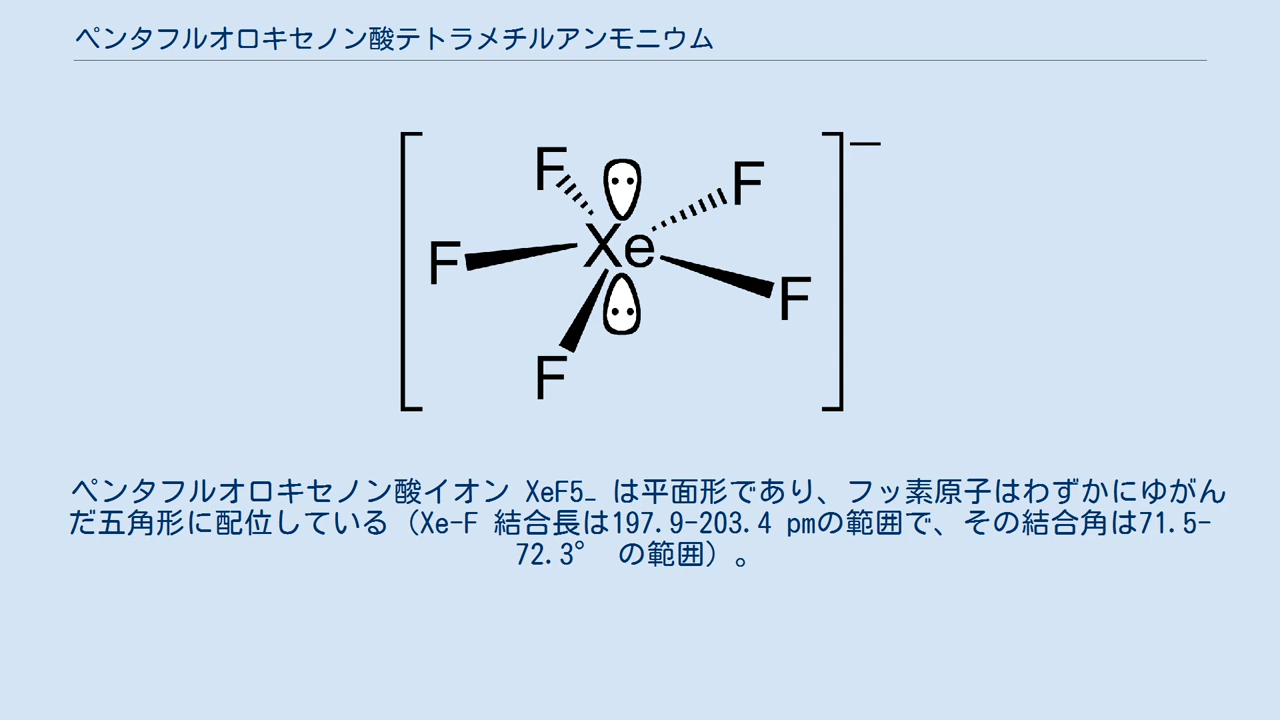 ペンタフルオロキセノン酸テトラメチルアンモニウム
F
F
Xe
F
F
F
−
ペンタフルオロキセノン酸イオン XeF5− は平面形であり、フッ素原子はわずかにゆがん
だ五角形に配位している（Xe-F 結合長は197.9-203.4 pmの範囲で、その結合角は71.5-
72.3° の範囲）。